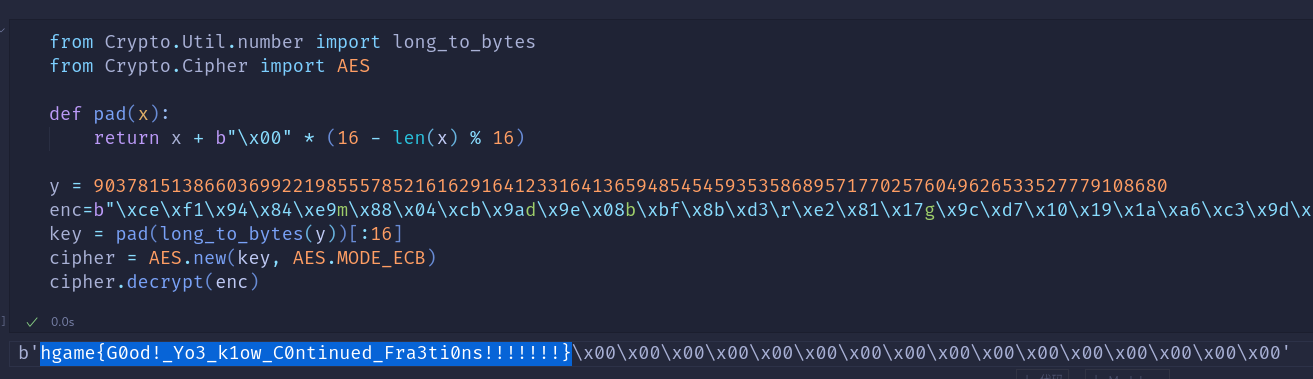 from Crypto.Util.number import long_to_bytes
from Crypto.Cipher import AES
def pad(x):
return x + b"\x00" * (16 - len(x) % 16)
y = 9037815138660369922198555785216162916412331641365948545459353586895717702576049626533527779108680
enc=b"\xce\xf1\x94\x84\xe9m\x88\x04\xcb\x9ad\x9e\x08b\xbf\x8b\xd3\r\xe2\x81\x17g\x9c\xd7\x10\x19\x1a\xa6\xc3\x9d\x
key = pad(long_to_bytes(y))[:16]
cipher = AES.new(key, AES.MODE_ECB)
cipher.decrypt(enc)
0.0s
b'hgame{G0od!_Yo3_k1ow_C0ntinued_Fra3ti0ns!!!!!!!}\x00\x00\x00\x00\x00\x00\x00\x00\x00\x00\x00\x00\x00\x00\x00\x00'